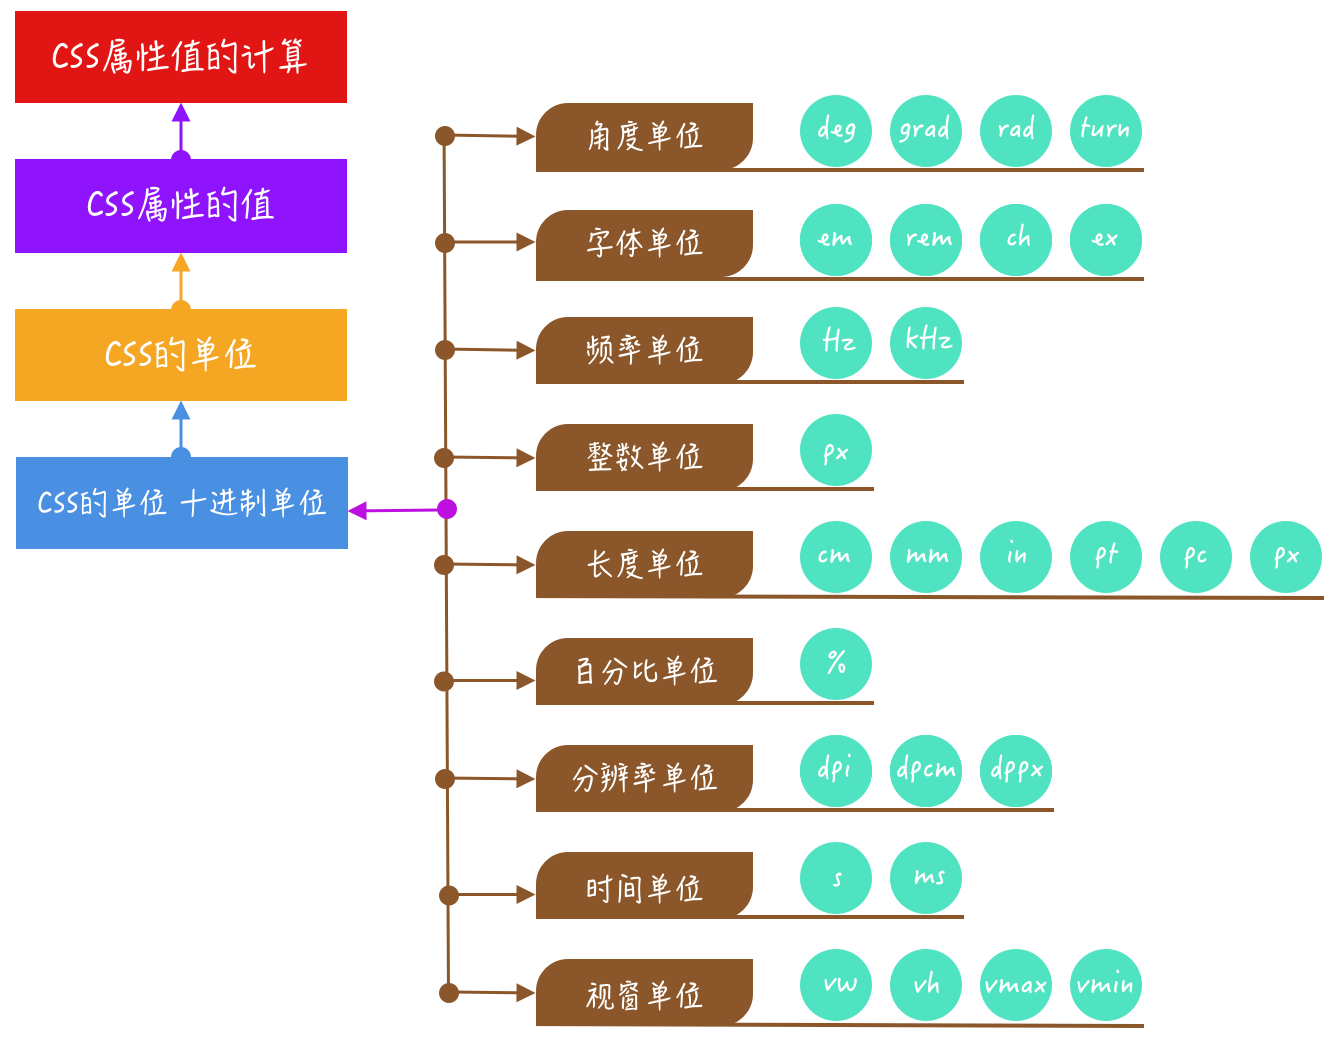 CSS属性值的计算
CSS属性的值
CSS的单位
CSS的单位 十进制单位
角度单位 deg grad rad turn
字体单位 em rem ch ex
频率单位 Hz kHz
整数单位 px
长度单位 cm mm in pt pc px
百分比单位 %
分辨率单位 dpi dpcm dppx
时间单位 s ms
视窗单位 vw vh vmax vmin